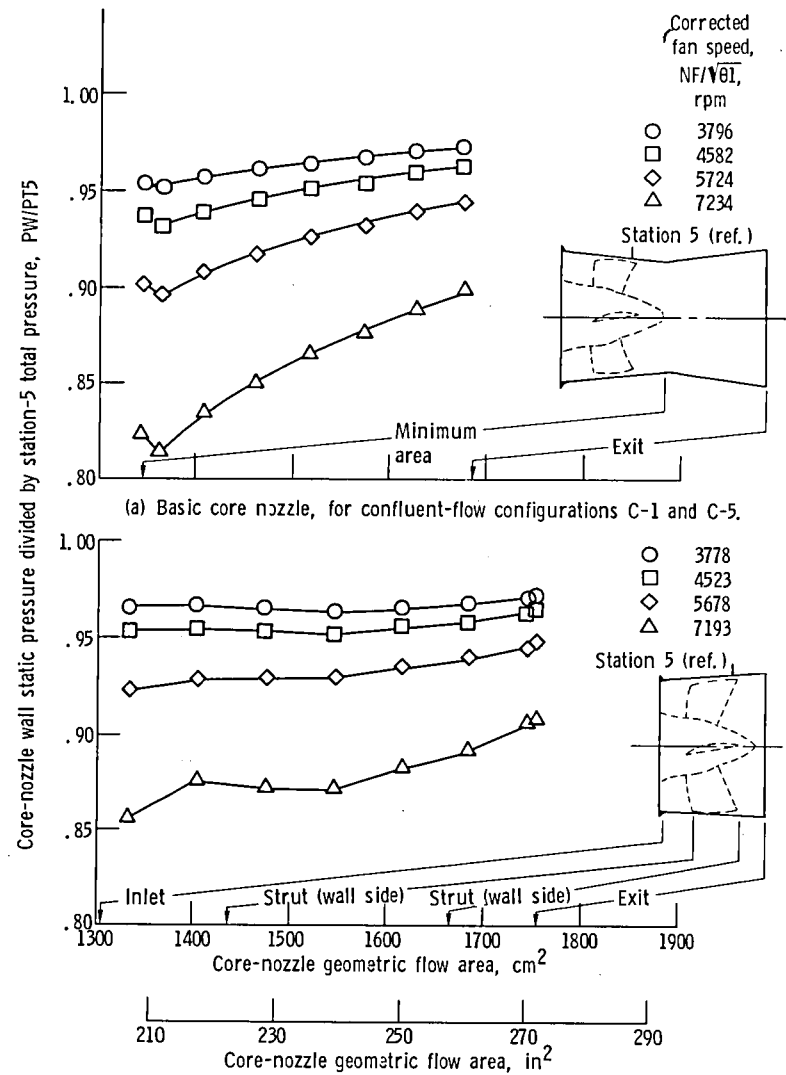 Corrected
fan speed,
NF/√θ1,
rpm
3796
4582
5724
7234
Station 5 (ref.)
1.00
.95
.90
.85
.80
Minimum
area
Exit
(a) Basic core nozzle, for confluent-flow configurations C-1 and C-5.
Core-nozzle wall static pressure divided by station-5 total pressure, PW/PT5
1.00
.95
.90
.85
.80
3778
4523
5678
7193
Station 5 (ref.)
Inlet
Strut (wall side)
Strut (wall side)
Exit
1300 1400 1500 1600 1700 1800 1900
Core-nozzle geometric flow area, cm²
210 230 250 270 290
Core-nozzle geometric flow area, in²